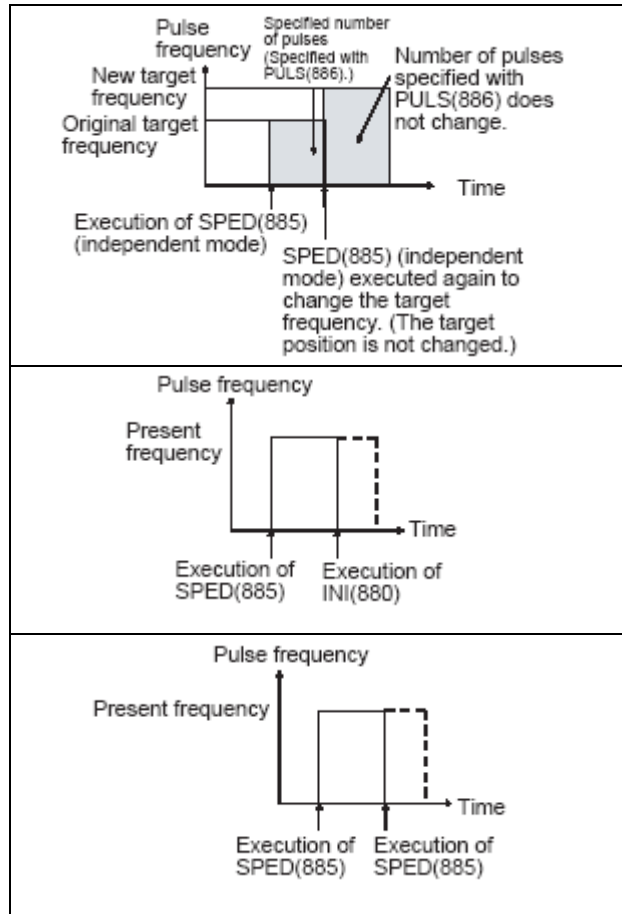 Pulse
frequency
Specified number
of pulses
(Specified with
PULS(886).)
Number of pulses
specified with
PULS(886) does
not change.
New target
frequency
Original target
frequency
Time
Execution of SPED(885)
(independent mode)
SPED(885) (independent
mode) executed again to
change the target
frequency. (The target
position is not changed.)
Pulse frequency
Present
frequency
Time
Execution of
SPED(885)
Execution of
INI(880)
Pulse frequency
Present frequency
Time
Execution of
SPED(885)
Execution of
SPED(885)